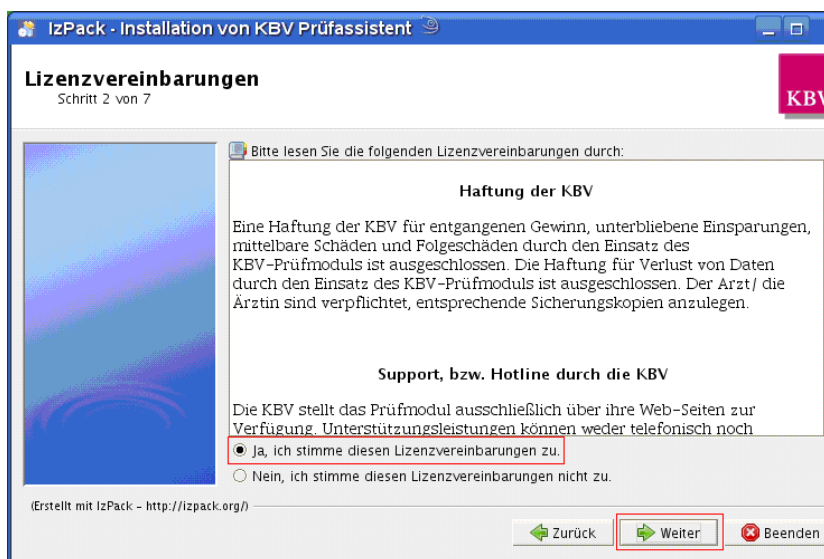 IzPack - Installation von KBV Prüfassistent
Lizenzvereinbarungen
Schritt 2 von 7
KBV
Bitte lesen Sie die folgenden Lizenzvereinbarungen durch:
Haftung der KBV
Eine Haftung der KBV für entgangenen Gewinn, unterbliebene Einsparungen,
mittelbare Schäden und Folgeschäden durch den Einsatz des
KBV-Prüfmoduls ist ausgeschlossen. Die Haftung für Verlust von Daten
durch den Einsatz des KBV-Prüfmoduls ist ausgeschlossen. Der Arzt/ die
Ärztin sind verpflichtet, entsprechende Sicherungskopien anzulegen.
Support, bzw. Hotline durch die KBV
Die KBV stellt das Prüfmodul ausschließlich über ihre Web-Seiten zur
Verfügung. Unterstützungsleistungen können weder telefonisch noch
Ja, ich stimme diesen Lizenzvereinbarungen zu.
Nein, ich stimme diesen Lizenzvereinbarungen nicht zu.
(Erstellt mit IzPack - http://izpack.org/)
Zurück
Weiter
Beenden